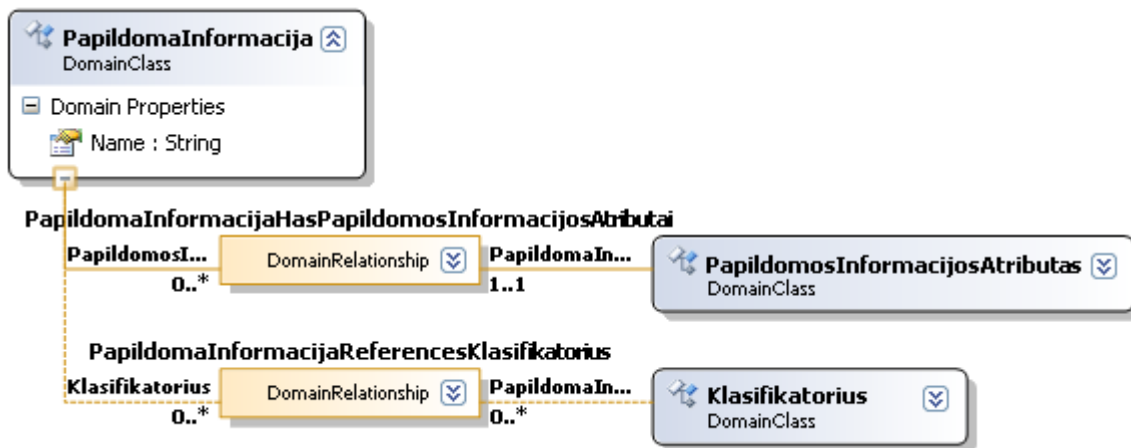 PapildomaInformacija
DomainClass
Domain Properties
Name : String
PapildomaInformacijaHasPapildomosInformacijosAtributai
PapildomosI...
DomainRelationship
PapildomaIn...
0..*
1..1
PapildomosInformacijosAtributas
DomainClass
PapildomaInformacijaReferencesKlasifikatorius
Klasifikatorius
DomainRelationship
PapildomaIn...
0..*
0..*
Klasifikatorius
DomainClass